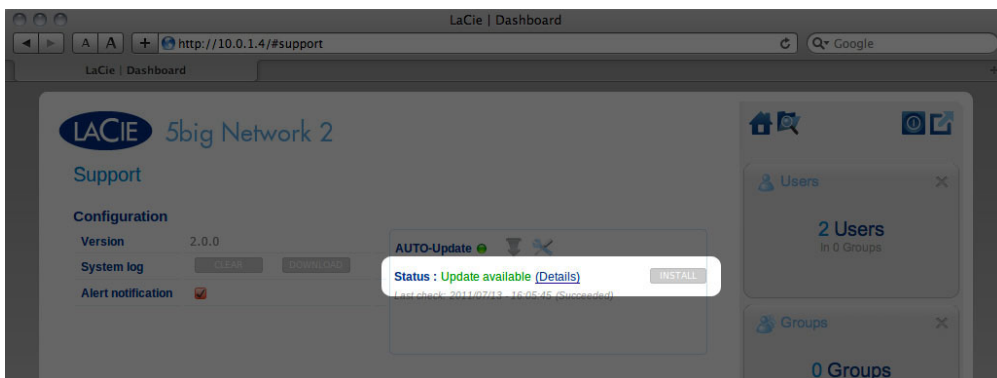 LaCie | Dashboard
A A + http://10.0.1.4/#support Google
LaCie | Dashboard +
LACIE 5big Network 2
Support
Configuration
Version 2.0.0
System log CLEAR DOWNLOAD
Alert notification
AUTO-Update
Status : Update available (Details) INSTALL
Last check: 2011/07/13 - 16:05:45 (Succeeded)
Users
2 Users
In 0 Groups
Groups
0 Groups